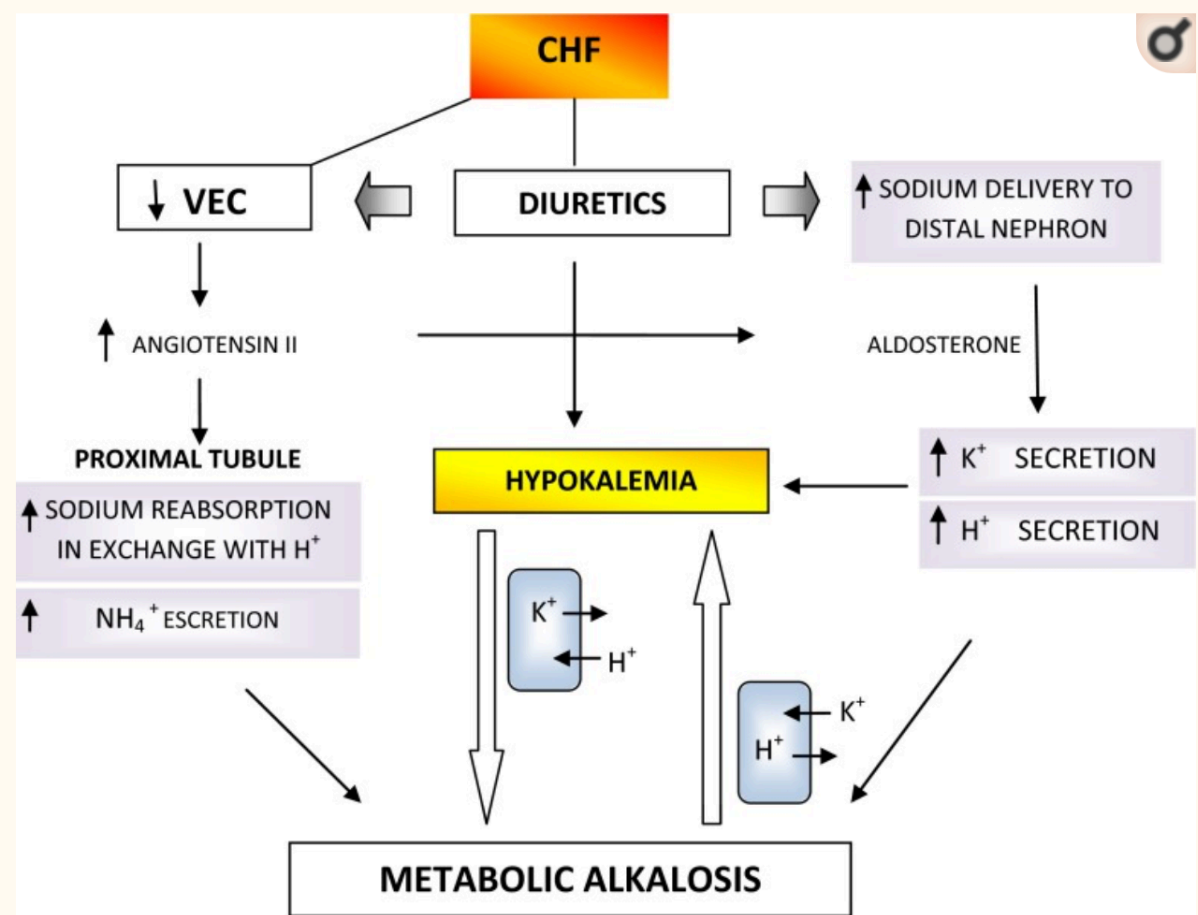 CHF
↓ VEC
DIURETICS
↑ SODIUM DELIVERY TO
DISTAL NEPHRON
↑ ANGIOTENSIN II
ALDOSTERONE
PROXIMAL TUBULE
↑ SODIUM REABSORPTION
IN EXCHANGE WITH H⁺
↑ NH₄⁺ ESCRETION
HYPOKALEMIA
↑ K⁺ SECRETION
↑ H⁺ SECRETION
K⁺
H⁺
K⁺
H⁺
METABOLIC ALKALOSIS